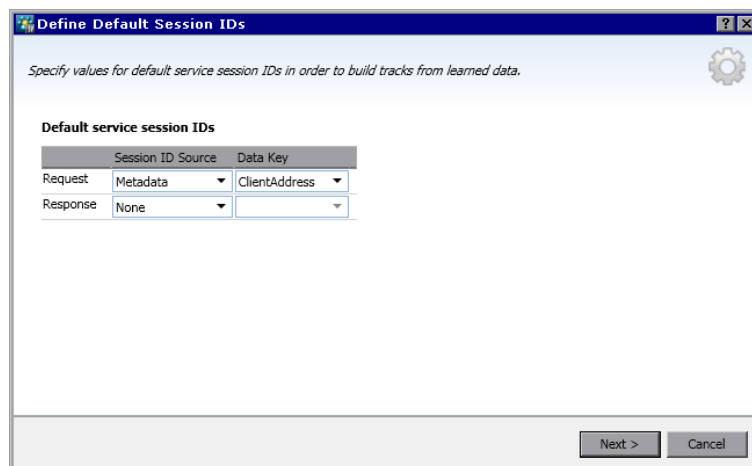 Define Default Session IDs
Specify values for default service session IDs in order to build tracks from learned data.
Default service session IDs
Session ID Source Data Key
Request Metadata ClientAddress
Response None
Next > Cancel